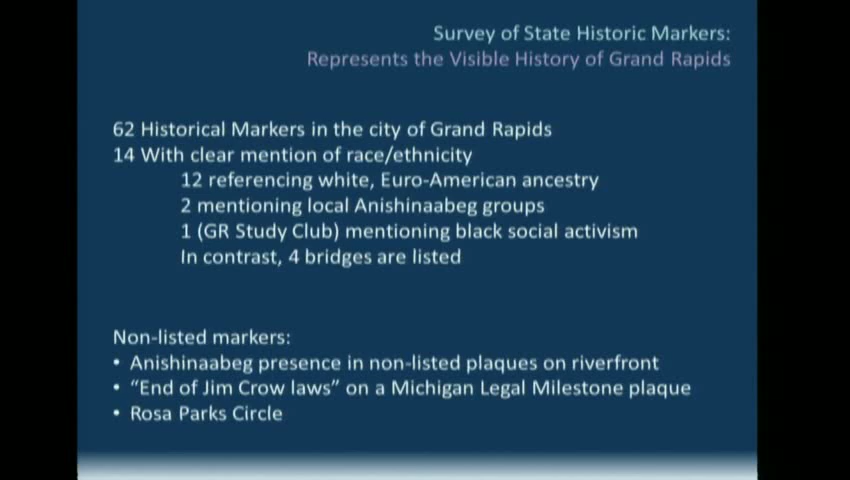 Survey of State Historic Markers:
Represents the Visible History of Grand Rapids
62 Historical Markers in the city of Grand Rapids
14 With clear mention of race/ethnicity
12 referencing white, Euro-American ancestry
2 mentioning local Anishinaabeg groups
1 (GR Study Club) mentioning black social activism
In contrast, 4 bridges are listed
Non-listed markers:
• Anishinaabeg presence in non-listed plaques on riverfront
• “End of Jim Crow laws” on a Michigan Legal Milestone plaque
• Rosa Parks Circle